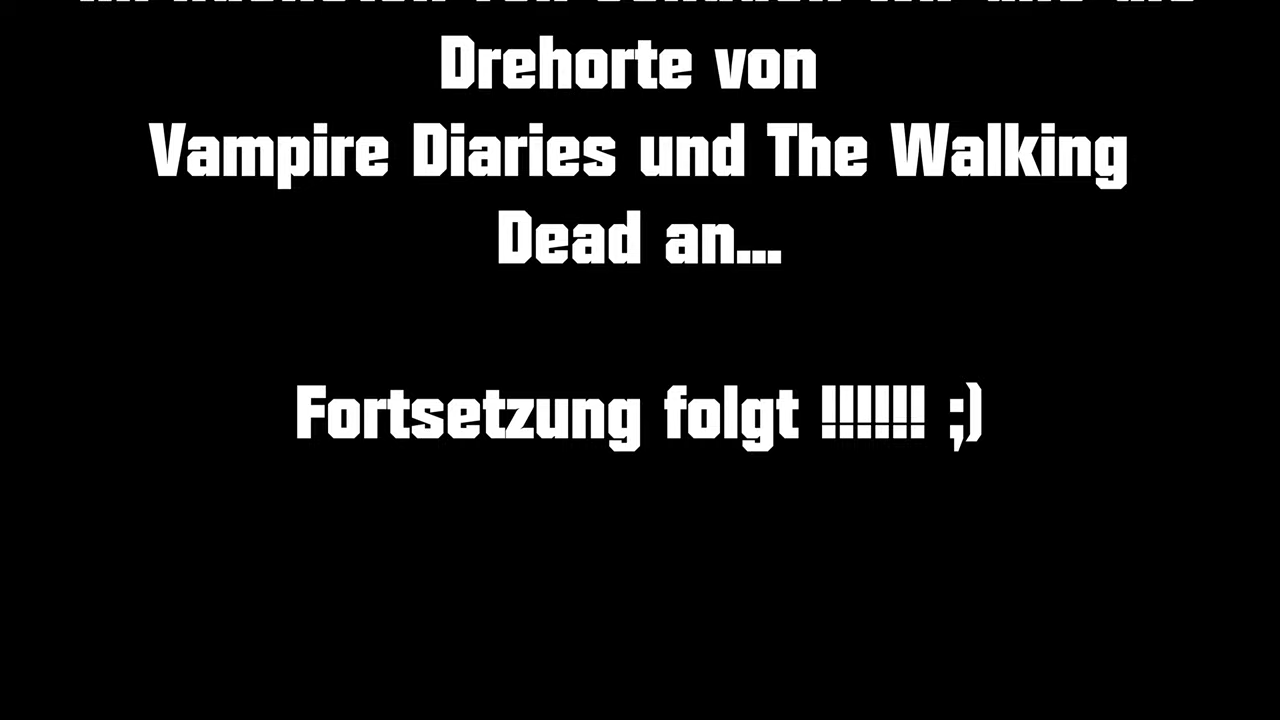 Drehorte von
Vampire Diaries und The Walking
Dead an...
Fortsetzung folgt !!!!!! ;)